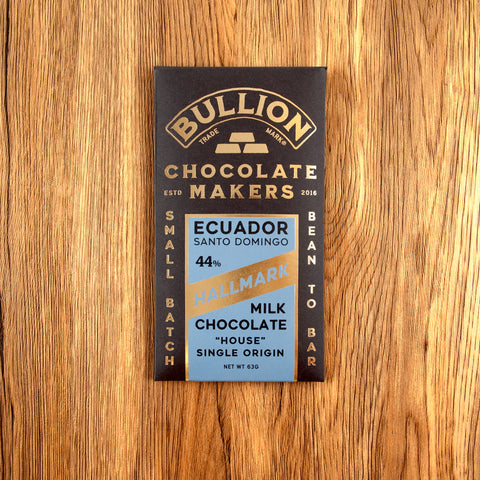 BULLION
TRADE MARK®
CHOCOLATE
ESTD MAKERS 2016
SMALL BATCH
BEAN TO BAR
ECUADOR
SANTO DOMINGO
44%
HALLMARK
MILK
CHOCOLATE
"HOUSE"
SINGLE ORIGIN
NET WT 63G